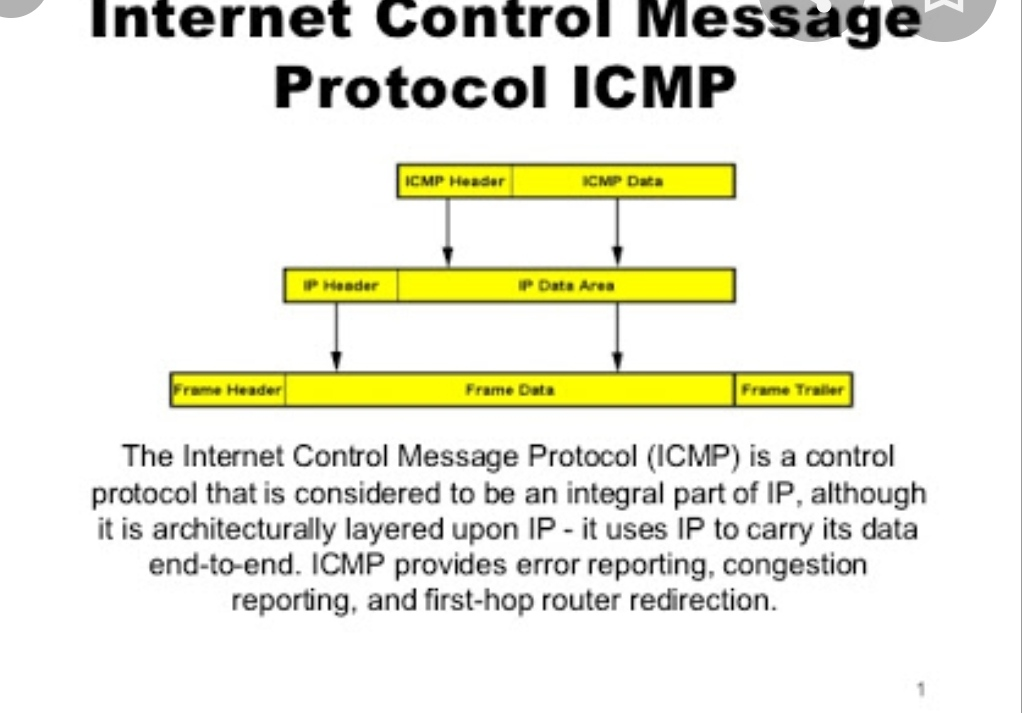 Internet Control Message
Protocol ICMP
ICMP Header ICMP Data
IP Header IP Data Area
Frame Header Frame Data Frame Trailer
The Internet Control Message Protocol (ICMP) is a control
protocol that is considered to be an integral part of IP, although
it is architecturally layered upon IP - it uses IP to carry its data
end-to-end. ICMP provides error reporting, congestion
reporting, and first-hop router redirection.
1